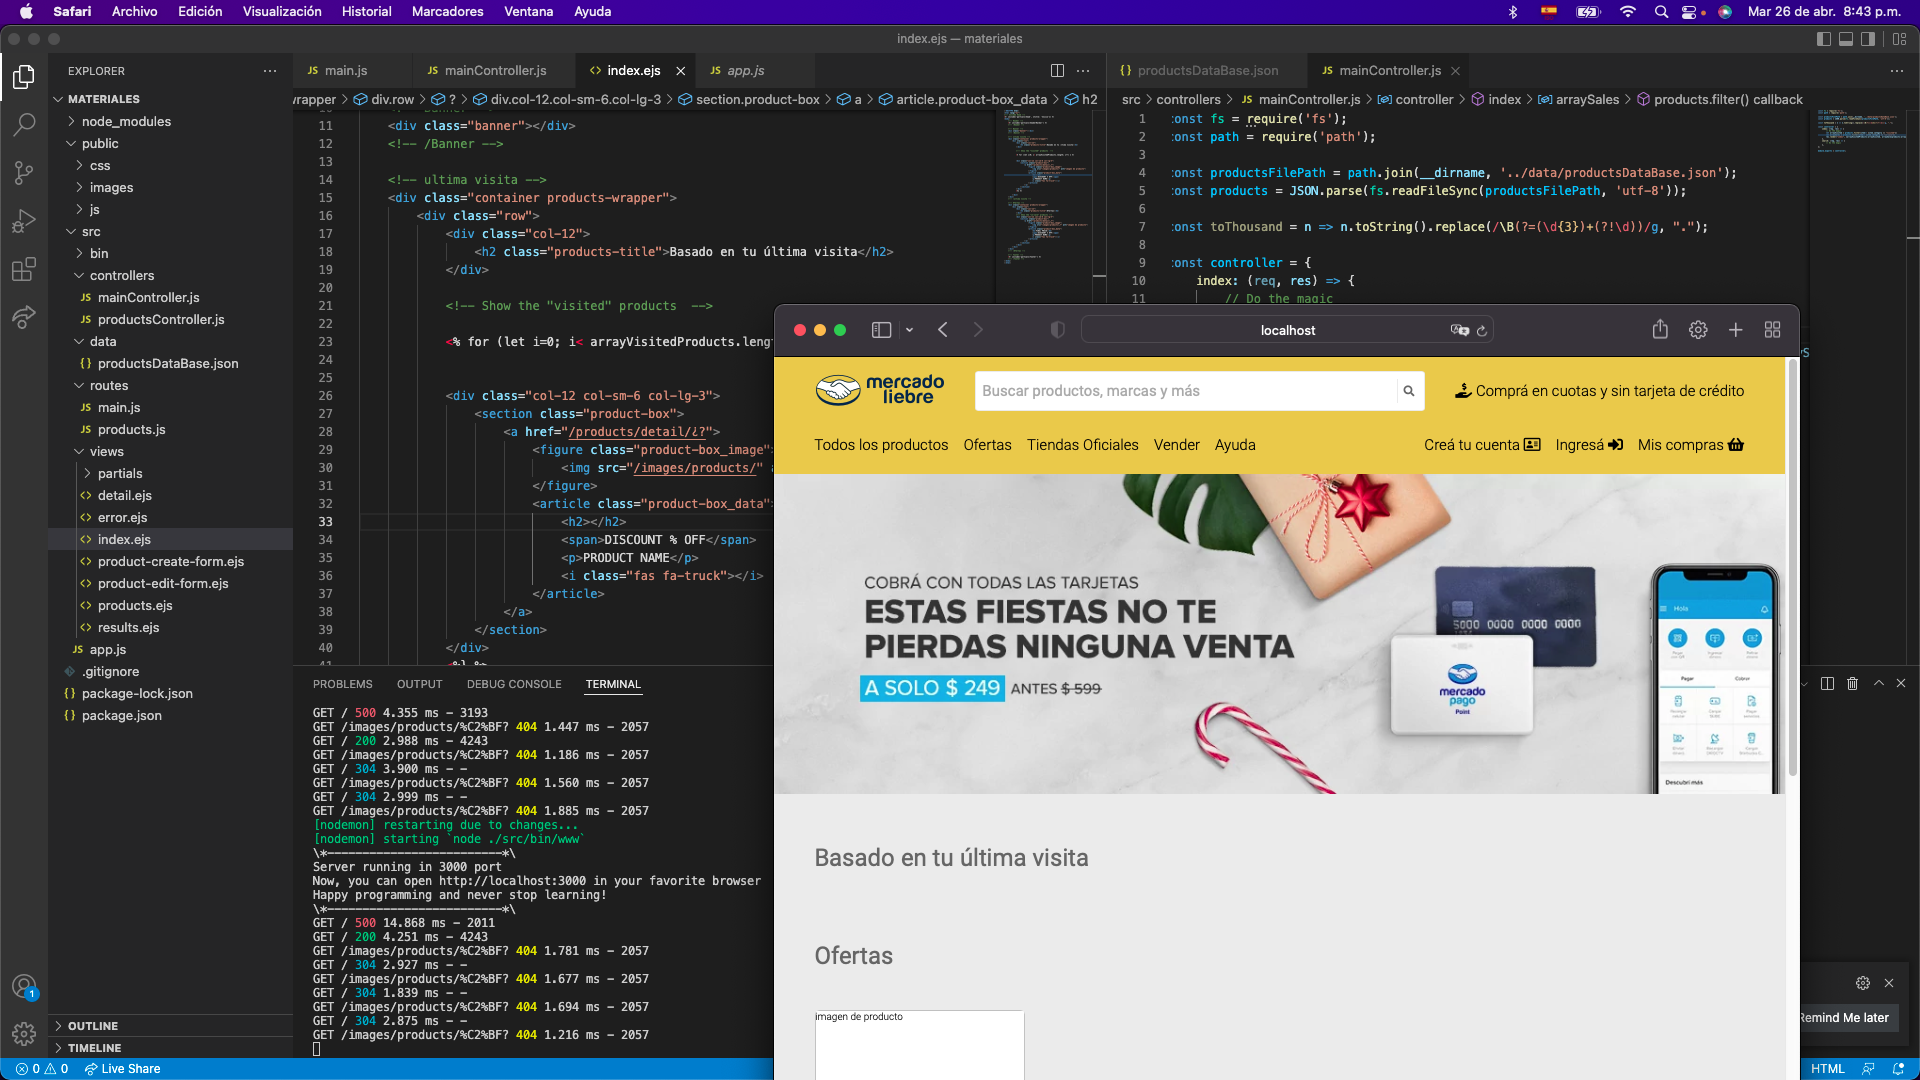 Safari Archivo Edición Visualización Historial Marcadores Ventana Ayuda
Mar 26 de abr. 8:43 p.m.
index.ejs — materiales
EXPLORER
MATERIALES
node_modules
public
css
images
js
src
bin
controllers
JS mainController.js
JS productsController.js
data
{} productsDataBase.json
routes
JS main.js
JS products.js
views
partials
<> detail.ejs
<> error.ejs
<> index.ejs
<> product-create-form.ejs
<> product-edit-form.ejs
<> products.ejs
<> results.ejs
JS app.js
.gitignore
{} package-lock.json
{} package.json
OUTLINE
TIMELINE
1
0 0 Live Share
JS main.js JS mainController.js <> index.ejs JS app.js
wrapper > div.row > ? > div.col-12.col-sm-6.col-lg-3 > section.product-box > a > article.product-box_data > h2
11 <div class="banner"></div>
12 <!-- /Banner -->
13
14 <!-- ultima visita -->
15 <div class="container products-wrapper">
16 <div class="row">
17 <div class="col-12">
18 <h2 class="products-title">Basado en tu última visita</h2>
19 </div>
20
21 <!-- Show the "visited" products -->
22
23 <% for (let i=0; i< arrayVisitedProducts.lengt
24
25
26 <div class="col-12 col-sm-6 col-lg-3">
27 <section class="product-box">
28 <a href="/products/detail/¿?">
29 <figure class="product-box_image">
30 <img src="/images/products/" a
31 </figure>
32 <article class="product-box_data">
33 <h2></h2>
34 <span>DISCOUNT % OFF</span>
35 <p>PRODUCT NAME</p>
36 <i class="fas fa-truck"></i>
37 </article>
38 </a>
39 </section>
40 </div>
41 <%} %>
PROBLEMS OUTPUT DEBUG CONSOLE TERMINAL
GET / 500 4.355 ms - 3193
GET /images/products/%C2%BF? 404 1.447 ms - 2057
GET / 200 2.988 ms - 4243
GET /images/products/%C2%BF? 404 1.186 ms - 2057
GET / 304 3.900 ms - -
GET /images/products/%C2%BF? 404 1.560 ms - 2057
GET / 304 2.999 ms - -
GET /images/products/%C2%BF? 404 1.885 ms - 2057
[nodemon] restarting due to changes...
[nodemon] starting `node ./src/bin/www`
\*-------------------------*\
Server running in 3000 port
Now, you can open http://localhost:3000 in your favorite browser
Happy programming and never stop learning!
\*-------------------------*\
GET / 500 14.868 ms - 2011
GET / 200 4.251 ms - 4243
GET /images/products/%C2%BF? 404 1.781 ms - 2057
GET / 304 2.927 ms - -
GET /images/products/%C2%BF? 404 1.677 ms - 2057
GET / 304 1.839 ms - -
GET /images/products/%C2%BF? 404 1.694 ms - 2057
GET / 304 2.875 ms - -
GET /images/products/%C2%BF? 404 1.216 ms - 2057
{} productsDataBase.json JS mainController.js
src > controllers > JS mainController.js > controller > index > arraySales > products.filter() callback
1 const fs = require('fs');
2 const path = require('path');
3
4 const productsFilePath = path.join(__dirname, '../data/productsDataBase.json');
5 const products = JSON.parse(fs.readFileSync(productsFilePath, 'utf-8'));
6
7 const toThousand = n => n.toString().replace(/\B(?=(\d{3})+(?!\d))/g, ".");
8
9 const controller = {
10 index: (req, res) => {
11 // Do the magic
localhost
mercado liebre
Buscar productos, marcas y más
Comprá en cuotas y sin tarjeta de crédito
Todos los productos Ofertas Tiendas Oficiales Vender Ayuda
Creá tu cuenta Ingresá Mis compras
COBRÁ CON TODAS LAS TARJETAS
ESTAS FIESTAS NO TE
PIERDAS NINGUNA VENTA
A SOLO $ 249 ANTES $ 599
5000 0000 0000 0000
mercado
pago
Point
Hola
Pagar Cobrar
Descubrí más
Basado en tu última visita
Ofertas
imagen de producto
Remind Me later
HTML